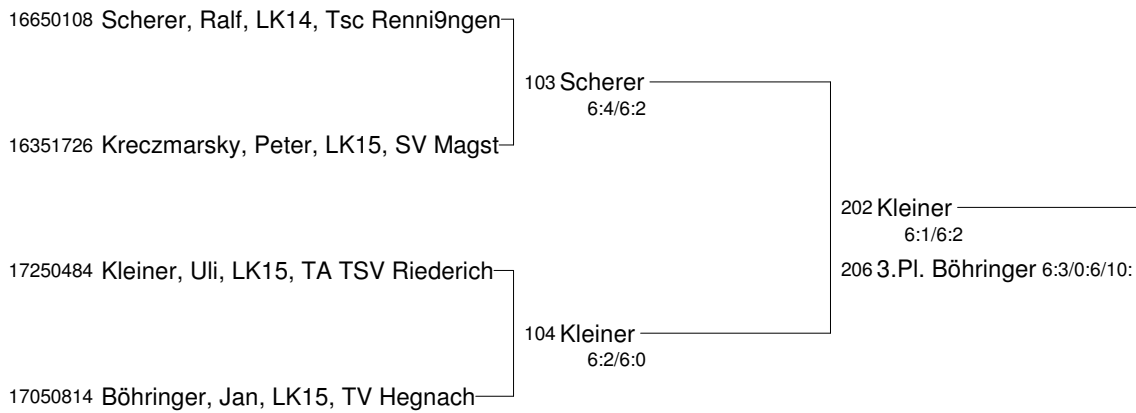 16650108 Scherer, Ralf, LK14, Tsc Renni9ngen
103 Scherer
6:4/6:2
16351726 Kreczmarsky, Peter, LK15, SV Magst
202 Kleiner
6:1/6:2
17250484 Kleiner, Uli, LK15, TA TSV Riederich
206 3.Pl. Böhringer 6:3/0:6/10:
104 Kleiner
6:2/6:0
17050814 Böhringer, Jan, LK15, TV Hegnach